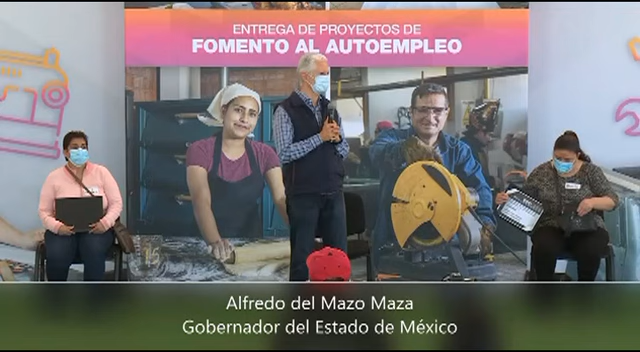 ENTREGA DE PROYECTOS DE
FOMENTO AL AUTOEMPLEO
Alfredo del Mazo Maza
Gobernador del Estado de México